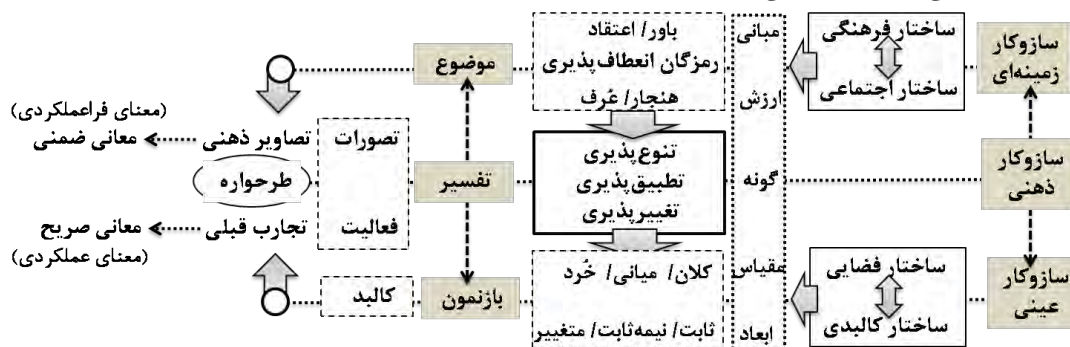 سازوکار زمینه‌ای
سازوکار ذهنی
سازوکار عینی
ساختار فرهنگی
ساختار اجتماعی
ساختار فضایی
ساختار کالبدی
مبانی
ارزش
گونه
مقیاس
ابعاد
باور/ اعتقاد
رمزگان انعطاف‌پذیری
هنجار/ عُرف
تنوع‌پذیری
تطبیق‌پذیری
تغییرپذیری
کلان/ میانی/ خُرد
ثابت/ نیمه‌ثابت/ متغییر
موضوع
تفسیر
بازنمون
تصورات
فعالیت
کالبد
تصاویر ذهنی
طرحواره
تجارب قبلی
(معنای فراعملکردی)
معانی ضمنی
معانی صریح
(معنای عملکردی)